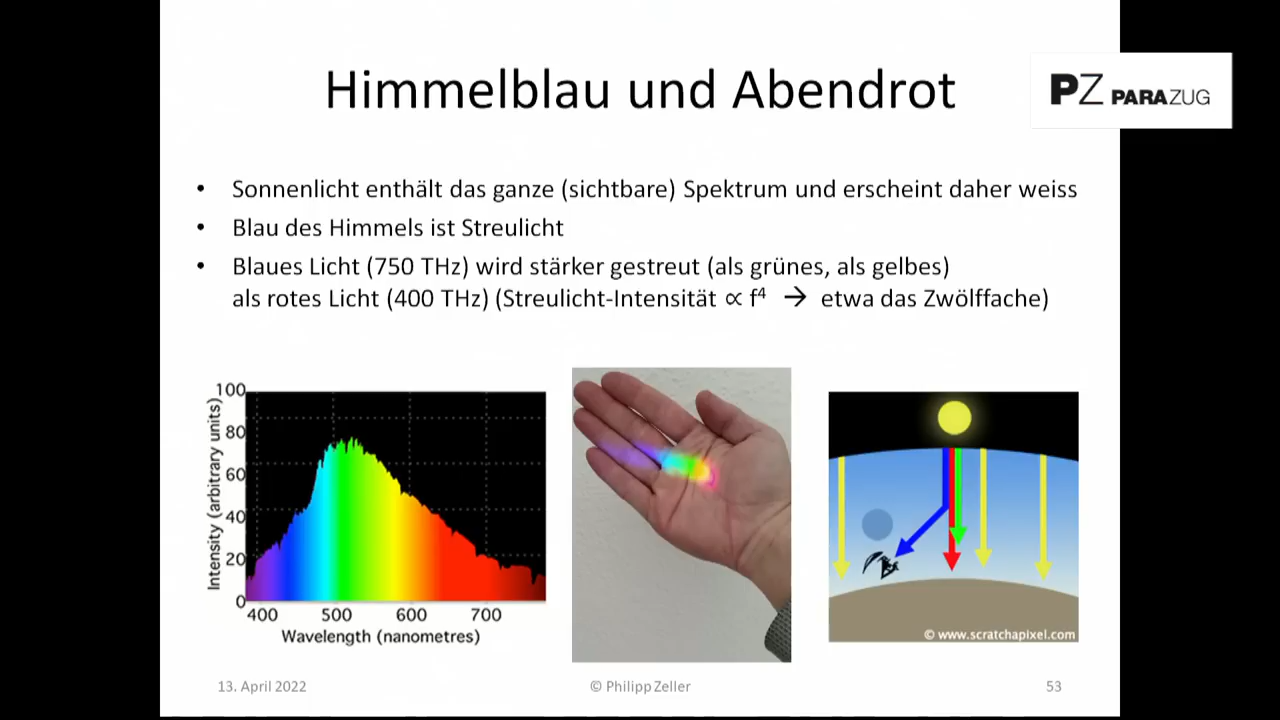 Himmelblau und Abendrot
PZ PARAZUG
• Sonnenlicht enthält das ganze (sichtbare) Spektrum und erscheint daher weiss
• Blau des Himmels ist Streulicht
• Blaues Licht (750 THz) wird stärker gestreut (als grünes, als gelbes)
als rotes Licht (400 THz) (Streulicht-Intensität ∝ f⁴ → etwa das Zwölffache)
Intensity (arbitrary units)
100
80
60
40
20
0
400 500 600 700
Wavelength (nanometres)
© www.scratchapixel.com
13. April 2022
© Philipp Zeller
53